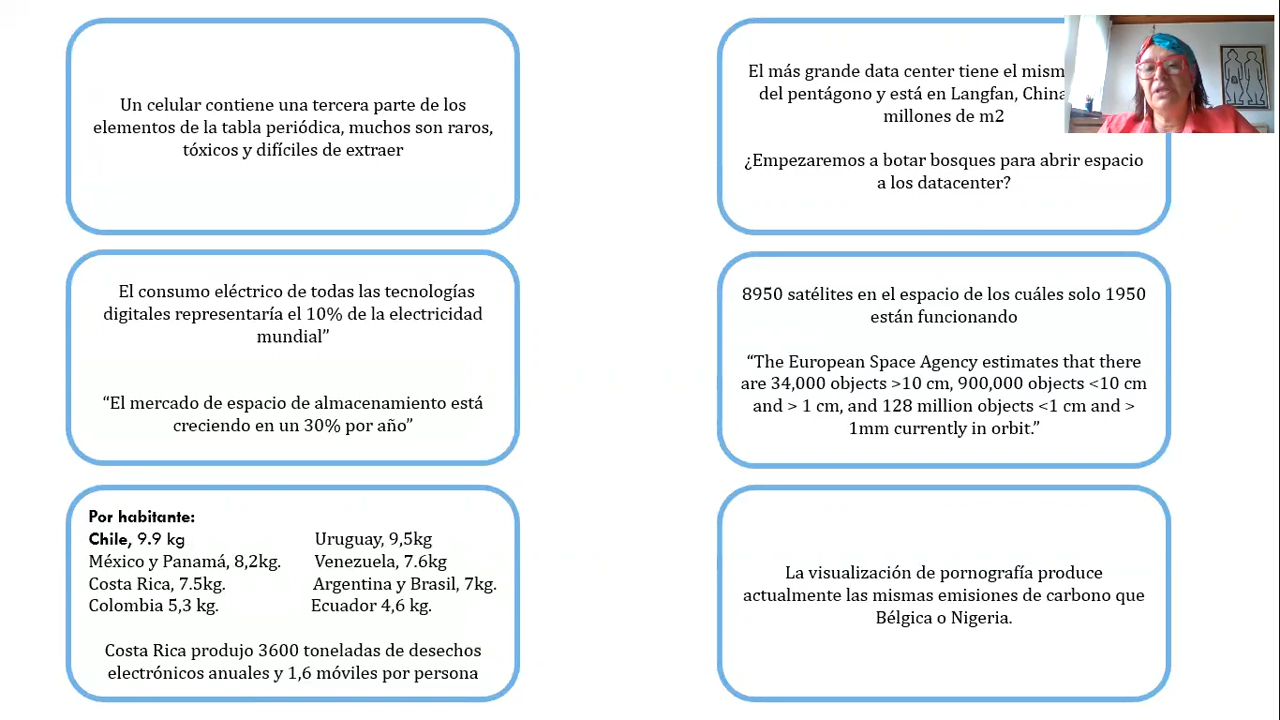 Un celular contiene una tercera parte de los
elementos de la tabla periódica, muchos son raros,
tóxicos y difíciles de extraer
El más grande data center tiene el mism
del pentágono y está en Langfan, China
millones de m2
¿Empezaremos a botar bosques para abrir espacio
a los datacenter?
El consumo eléctrico de todas las tecnologías
digitales representaría el 10% de la electricidad
mundial”
“El mercado de espacio de almacenamiento está
creciendo en un 30% por año”
8950 satélites en el espacio de los cuáles solo 1950
están funcionando
“The European Space Agency estimates that there
are 34,000 objects >10 cm, 900,000 objects <10 cm
and > 1 cm, and 128 million objects <1 cm and >
1mm currently in orbit.”
Por habitante:
Chile, 9.9 kg Uruguay, 9,5kg
México y Panamá, 8,2kg. Venezuela, 7.6kg
Costa Rica, 7.5kg. Argentina y Brasil, 7kg.
Colombia 5,3 kg. Ecuador 4,6 kg.
Costa Rica produjo 3600 toneladas de desechos
electrónicos anuales y 1,6 móviles por persona
La visualización de pornografía produce
actualmente las mismas emisiones de carbono que
Bélgica o Nigeria.